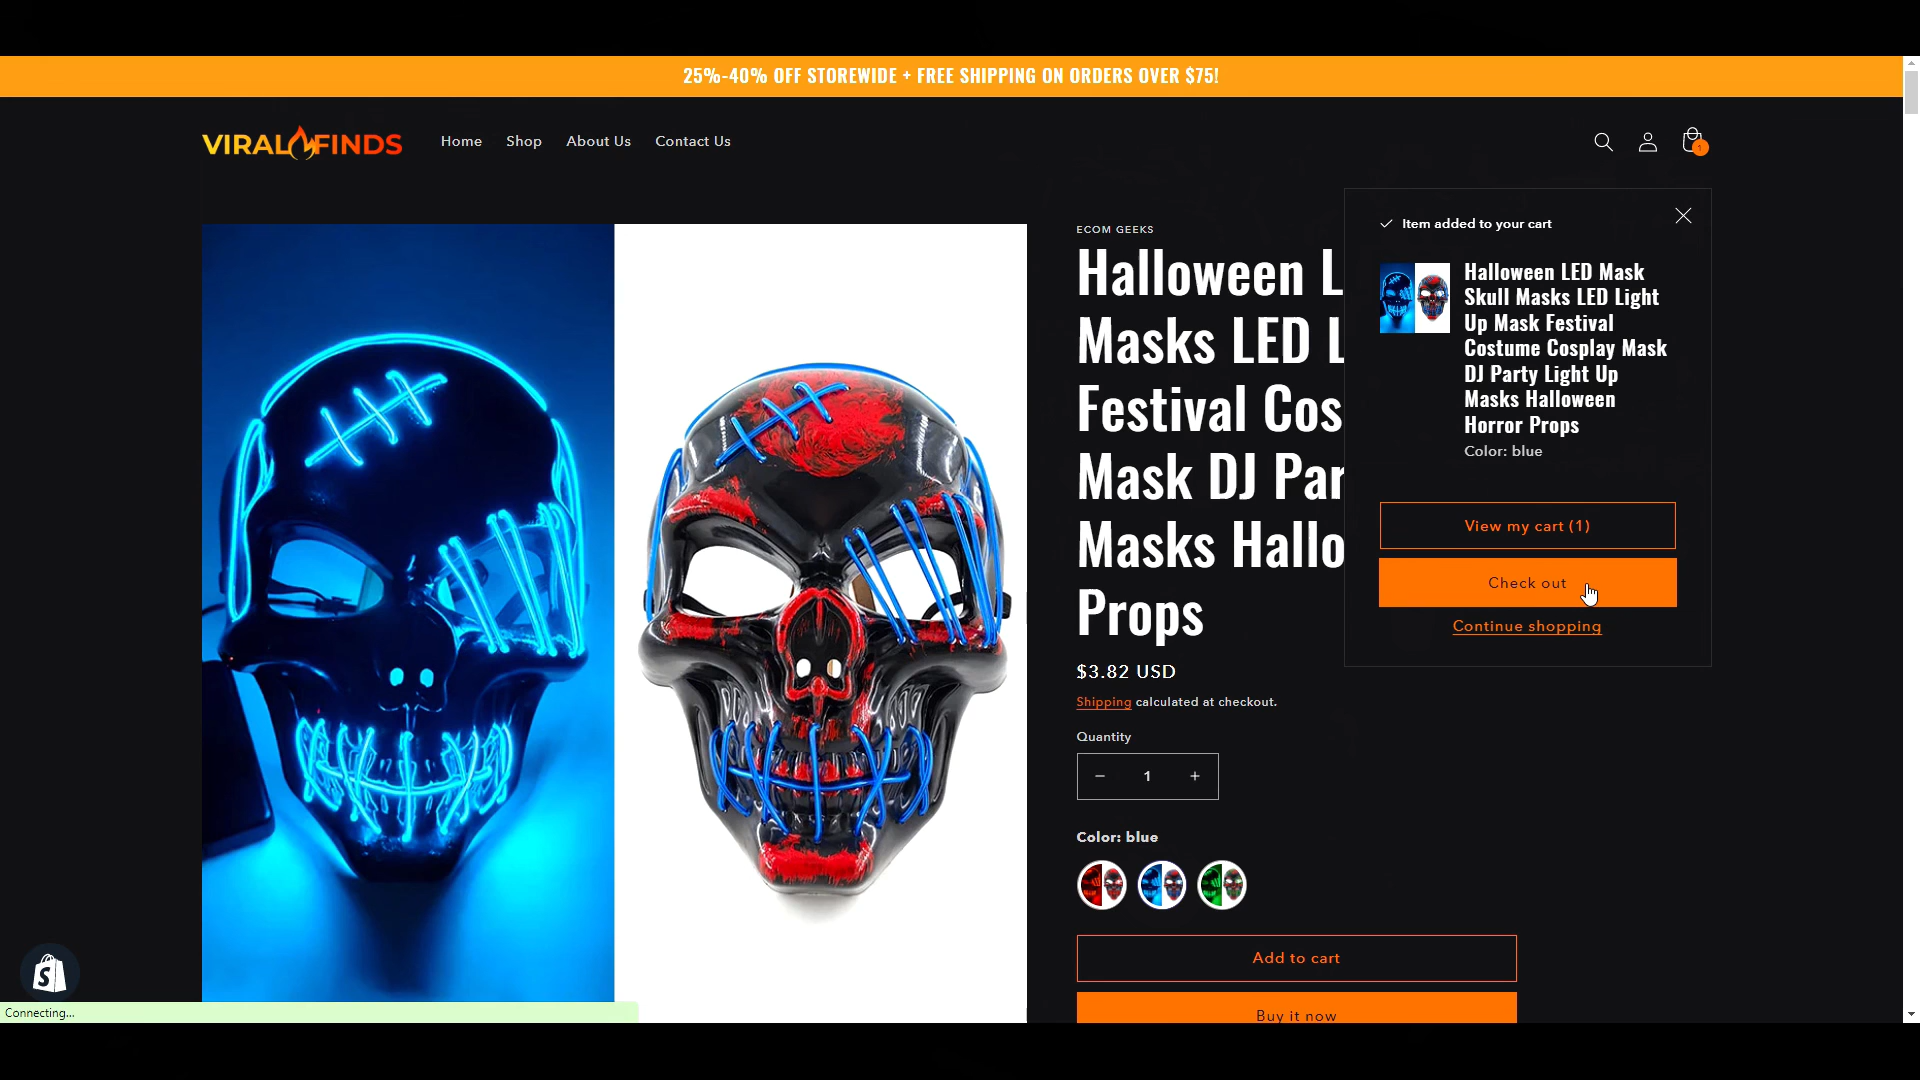 25%-40% OFF STOREWIDE + FREE SHIPPING ON ORDERS OVER $75!
VIRAL FINDS
Home
Shop
About Us
Contact Us
1
ECOM GEEKS
Halloween L
Masks LED L
Festival Cos
Mask DJ Par
Masks Hallo
Props
$3.82 USD
Shipping calculated at checkout.
Quantity
− 1 +
Color: blue
Add to cart
Buy it now
Item added to your cart
Halloween LED Mask
Skull Masks LED Light
Up Mask Festival
Costume Cosplay Mask
DJ Party Light Up
Masks Halloween
Horror Props
Color: blue
View my cart (1)
Check out
Continue shopping
Connecting...